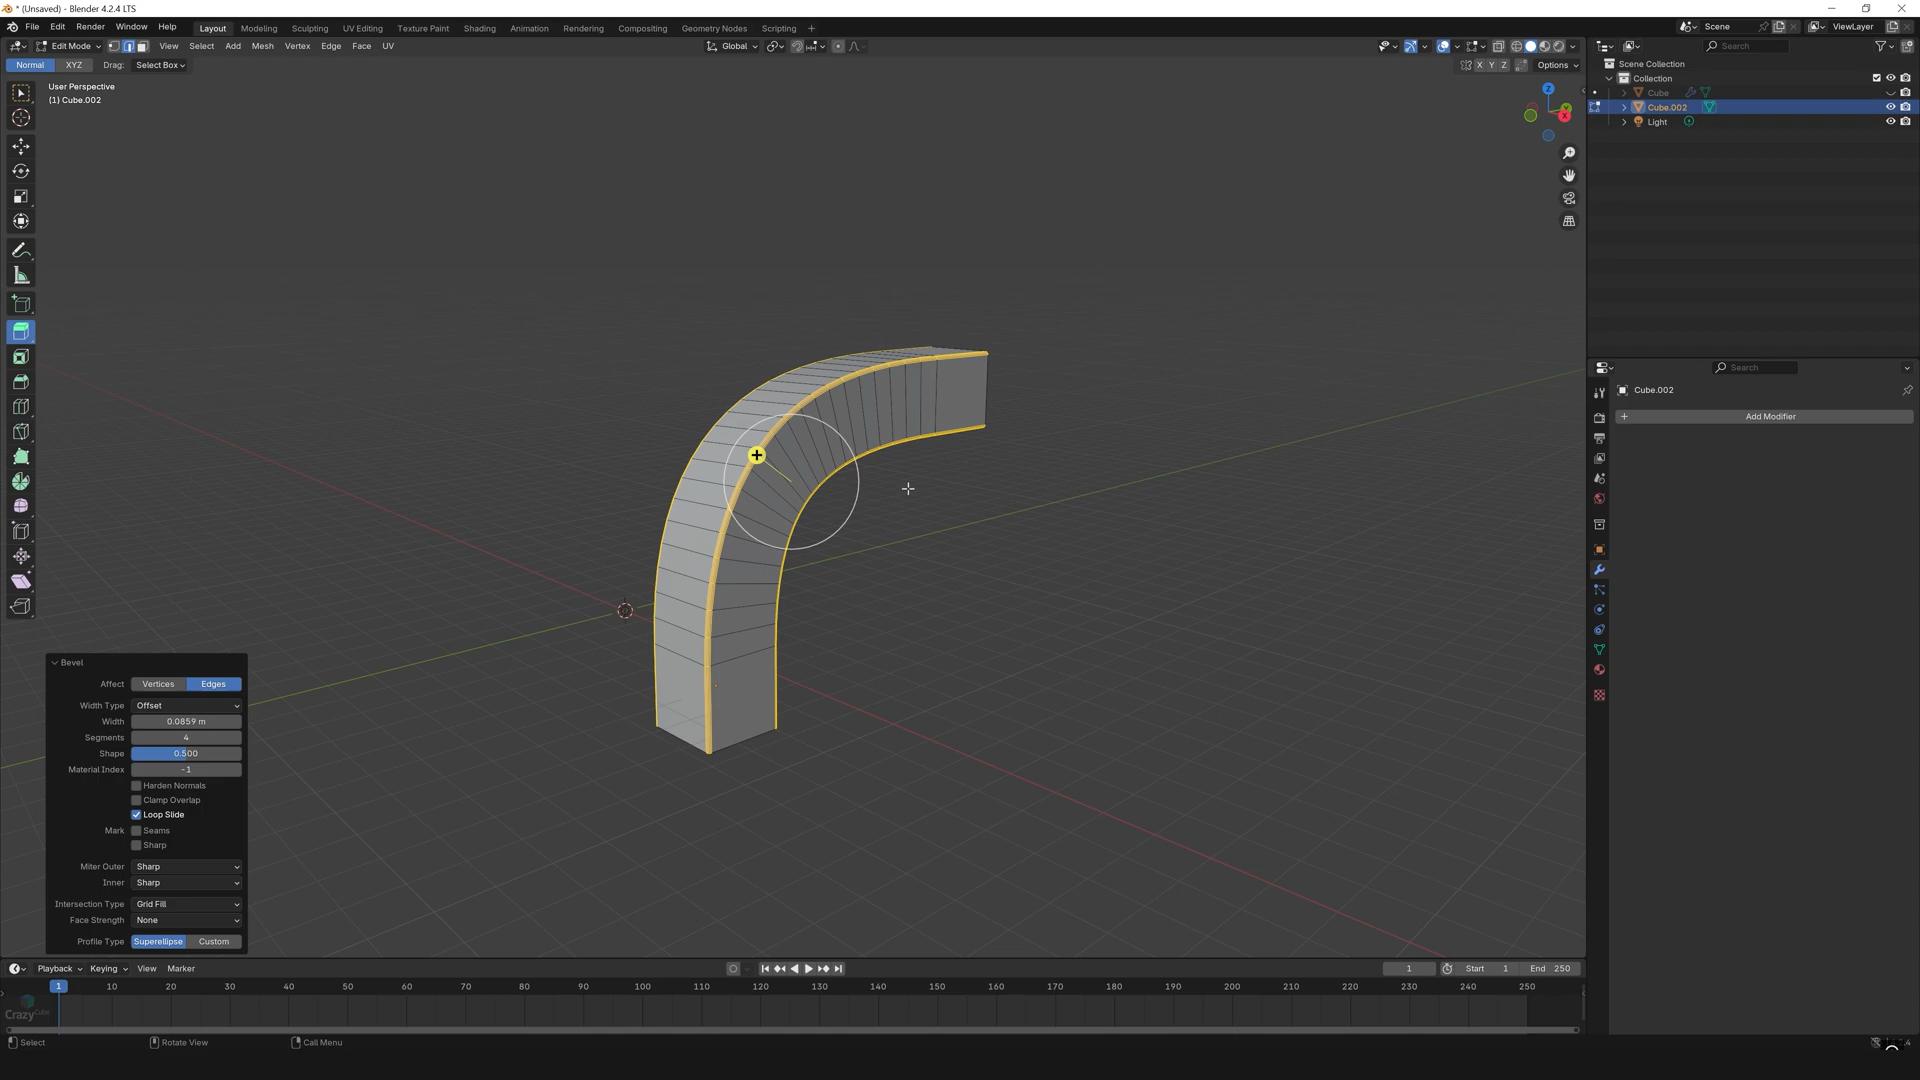 * (Unsaved) - Blender 4.2.4 LTS
File Edit Render Window Help Layout Modeling Sculpting UV Editing Texture Paint Shading Animation Rendering Compositing Geometry Nodes Scripting + Scene ViewLayer
Edit Mode View Select Add Mesh Vertex Edge Face UV Global Search
Normal XYZ Drag: Select Box X Y Z Options
Scene Collection
Collection
Cube
Cube.002
Light
User Perspective
(1) Cube.002
Z
X
Search
Cube.002
+ Add Modifier
Bevel
Affect Vertices Edges
Width Type Offset
Width 0.0859 m
Segments 4
Shape 0.500
Material Index -1
Harden Normals
Clamp Overlap
Loop Slide
Mark Seams
Sharp
Miter Outer Sharp
Inner Sharp
Intersection Type Grid Fill
Face Strength None
Profile Type Superellipse Custom
Playback Keying View Marker 1 Start 1 End 250
1 10 20 30 40 50 60 70 80 90 100 110 120 130 140 150 160 170 180 190 200 210 220 230 240 250
CrazyCube
Select Rotate View Call Menu